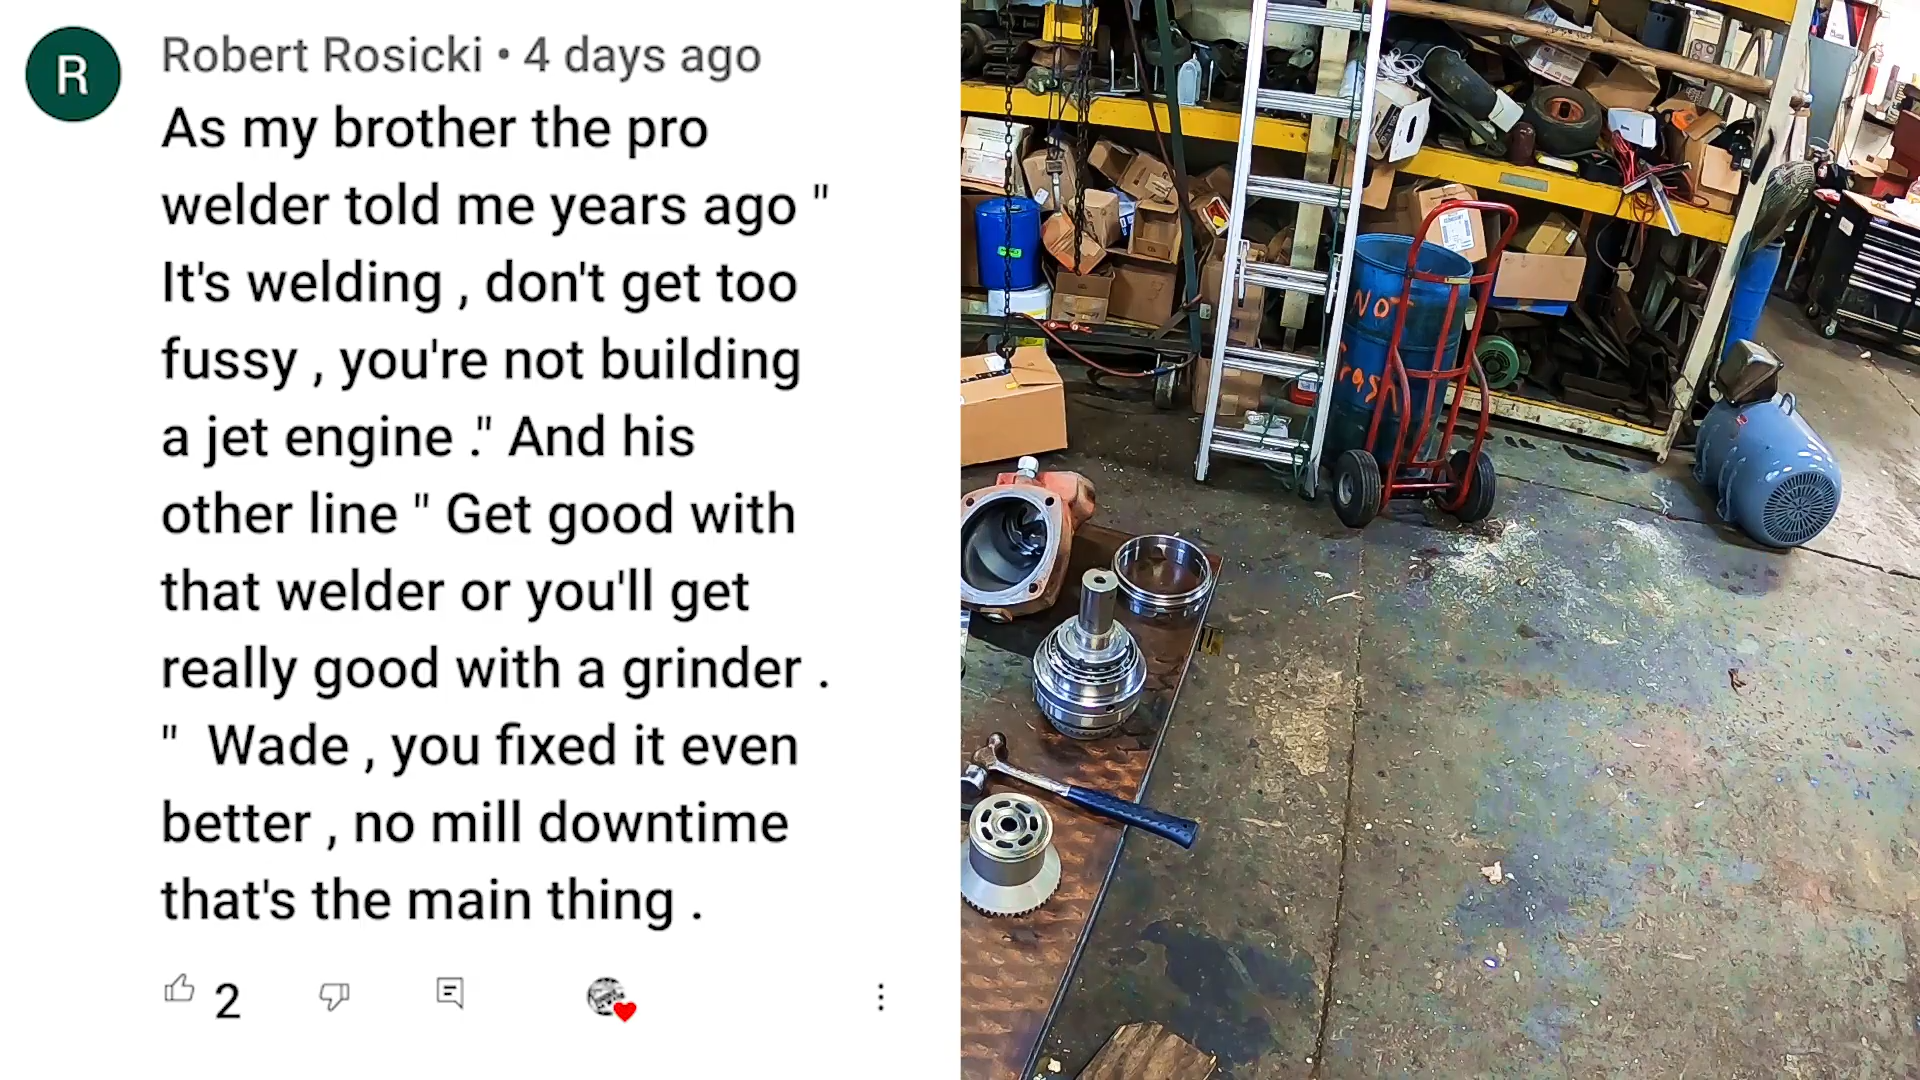 R
Robert Rosicki • 4 days ago
As my brother the pro
welder told me years ago "
It's welding , don't get too
fussy , you're not building
a jet engine ." And his
other line " Get good with
that welder or you'll get
really good with a grinder .
" Wade , you fixed it even
better , no mill downtime
that's the main thing .
2
NOT
Trash